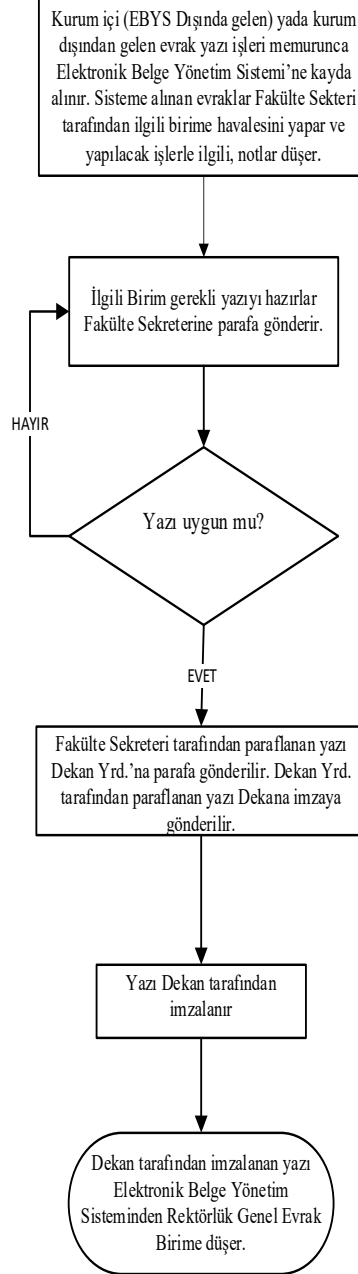 Kurum içi (EBYS Dışında gelen) yada kurum
dışından gelen evrak yazı işleri memurunca
Elektronik Belge Yönetim Sistemi’ne kayda
alınır. Sisteme alınan evraklar Fakülte Sekteri
tarafından ilgili birime havalesini yapar ve
yapılacak işlerle ilgili, notlar düşer.
İlgili Birim gerekli yazıyı hazırlar
Fakülte Sekreterine parafa gönderir.
HAYIR
Yazı uygun mu?
EVET
Fakülte Sekreteri tarafından paraflanan yazı
Dekan Yrd.’na parafa gönderilir. Dekan Yrd.
tarafından paraflanan yazı Dekana imzaya
gönderilir.
Yazı Dekan tarafından
imzalanır
Dekan tarafından imzalanan yazı
Elektronik Belge Yönetim
Sisteminden Rektörlük Genel Evrak
Birime düşer.